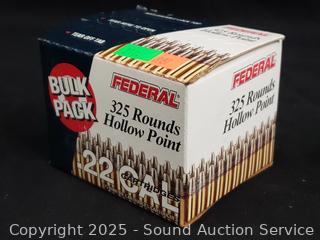 TEAR OFF TAB
BULK
PACK
FEDERAL
325 Rounds
Hollow Point
.22 CAL
CARTRIDGES
FEDERAL
325 Rounds
Hollow Point
Copyright 2025 - Sound Auction Service